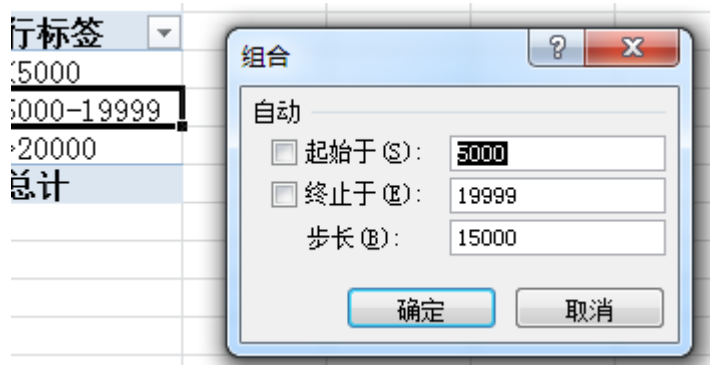 行标签
<5000
5000-19999
>20000
总计
组合
自动
起始于(S): 5000
终止于(E): 19999
步长(B): 15000
确定 取消